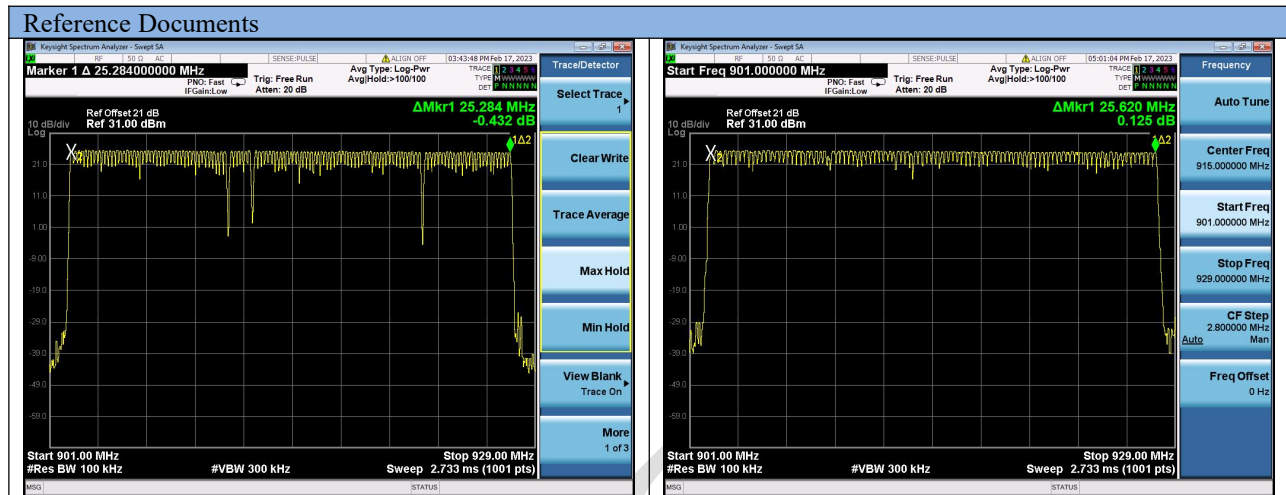 Reference Documents
Keysight Spectrum Analyzer - Swept SA
LXI RF 50 Ω AC SENSE:PULSE ALIGN OFF 03:43:48 PM Feb 17, 2023
Marker 1 Δ 25.284000000 MHz
PNO: Fast
IFGain:Low
Trig: Free Run
Atten: 20 dB
Avg Type: Log-Pwr
Avg|Hold:>100/100
TRACE 1 2 3 4 5 6
TYPE M WWWWW
DET P N N N N N
Trace/Detector
Select Trace
1
ΔMkr1 25.284 MHz
-0.432 dB
Ref Offset 21 dB
Ref 31.00 dBm
10 dB/div
Log
1Δ2
X2
21.0
11.0
1.00
-9.00
-19.0
-29.0
-39.0
-49.0
-59.0
Clear Write
Trace Average
Max Hold
Min Hold
View Blank
Trace On
More
1 of 3
Start 901.00 MHz
Stop 929.00 MHz
#Res BW 100 kHz
#VBW 300 kHz
Sweep 2.733 ms (1001 pts)
MSG
STATUS
Keysight Spectrum Analyzer - Swept SA
LXI RF 50 Ω AC SENSE:PULSE ALIGN OFF 05:01:04 PM Feb 17, 2023
Start Freq 901.000000 MHz
PNO: Fast
IFGain:Low
Trig: Free Run
Atten: 20 dB
Avg Type: Log-Pwr
Avg|Hold:>100/100
TRACE 1 2 3 4 5 6
TYPE M WWWWW
DET P N N N N N
Frequency
Auto Tune
ΔMkr1 25.620 MHz
0.125 dB
Ref Offset 21 dB
Ref 31.00 dBm
10 dB/div
Log
1Δ2
X2
21.0
11.0
1.00
-9.00
-19.0
-29.0
-39.0
-49.0
-59.0
Center Freq
915.000000 MHz
Start Freq
901.000000 MHz
Stop Freq
929.000000 MHz
CF Step
2.800000 MHz
Auto Man
Freq Offset
0 Hz
Start 901.00 MHz
Stop 929.00 MHz
#Res BW 100 kHz
#VBW 300 kHz
Sweep 2.733 ms (1001 pts)
MSG
STATUS